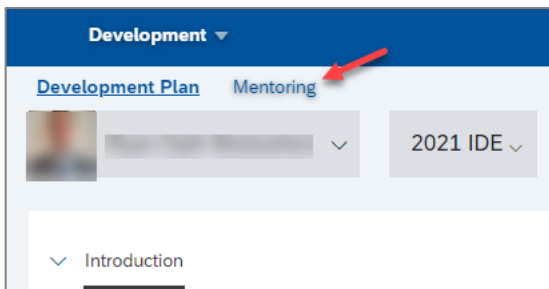 Development
Development Plan Mentoring
2021 IDE
Introduction